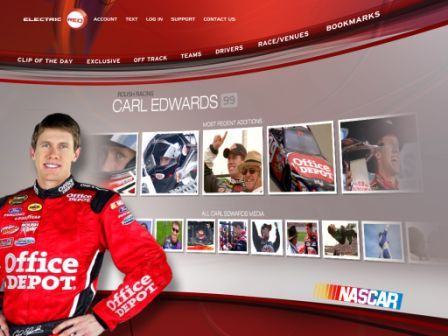 ELECTRIC RED ACCOUNT TEXT LOG IN SUPPORT CONTACT US
CLIP OF THE DAY EXCLUSIVE OFF TRACK TEAMS DRIVERS RACE/VENUES BOOKMARKS
ROUSH RACING
CARL EDWARDS 99
MOST RECENT ADDITIONS
Office DEPOT
ALL CARL EDWARDS MEDIA
Office
DEPOT
Office
DEPOT
NASCAR